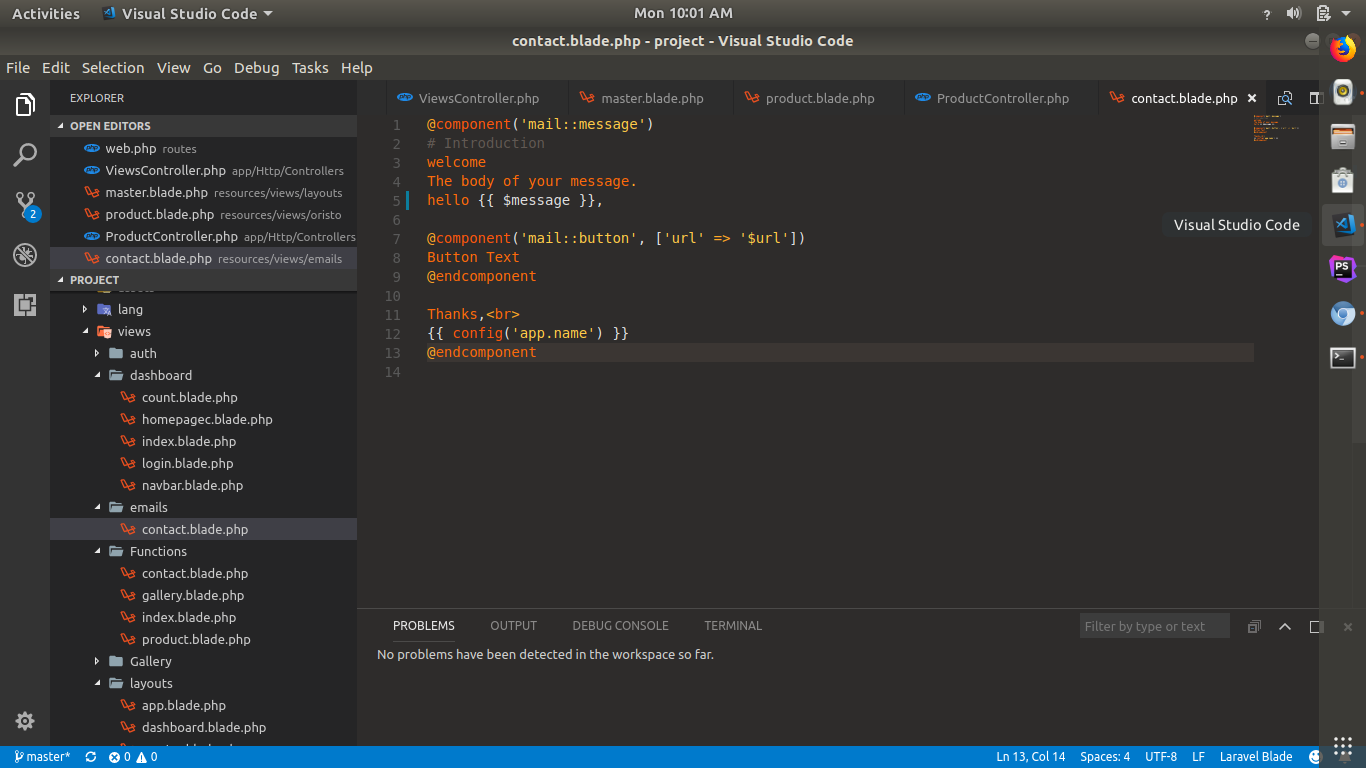 Activities Visual Studio Code Mon 10:01 AM ?
contact.blade.php - project - Visual Studio Code
File Edit Selection View Go Debug Tasks Help
EXPLORER
OPEN EDITORS
web.php routes
ViewsController.php app/Http/Controllers
master.blade.php resources/views/layouts
product.blade.php resources/views/oristo
ProductController.php app/Http/Controllers
contact.blade.php resources/views/emails
2
PROJECT
lang
views
auth
dashboard
count.blade.php
homepagec.blade.php
index.blade.php
login.blade.php
navbar.blade.php
emails
contact.blade.php
Functions
contact.blade.php
gallery.blade.php
index.blade.php
product.blade.php
Gallery
layouts
app.blade.php
dashboard.blade.php
ViewsController.php master.blade.php product.blade.php ProductController.php contact.blade.php
1 @component('mail::message')
2 # Introduction
3 welcome
4 The body of your message.
5 hello {{ $message }},
6
7 @component('mail::button', ['url' => '$url'])
8 Button Text
9 @endcomponent
10
11 Thanks,<br>
12 {{ config('app.name') }}
13 @endcomponent
14
Visual Studio Code
PS
PROBLEMS OUTPUT DEBUG CONSOLE TERMINAL Filter by type or text
No problems have been detected in the workspace so far.
master* 0 0 Ln 13, Col 14 Spaces: 4 UTF-8 LF Laravel Blade